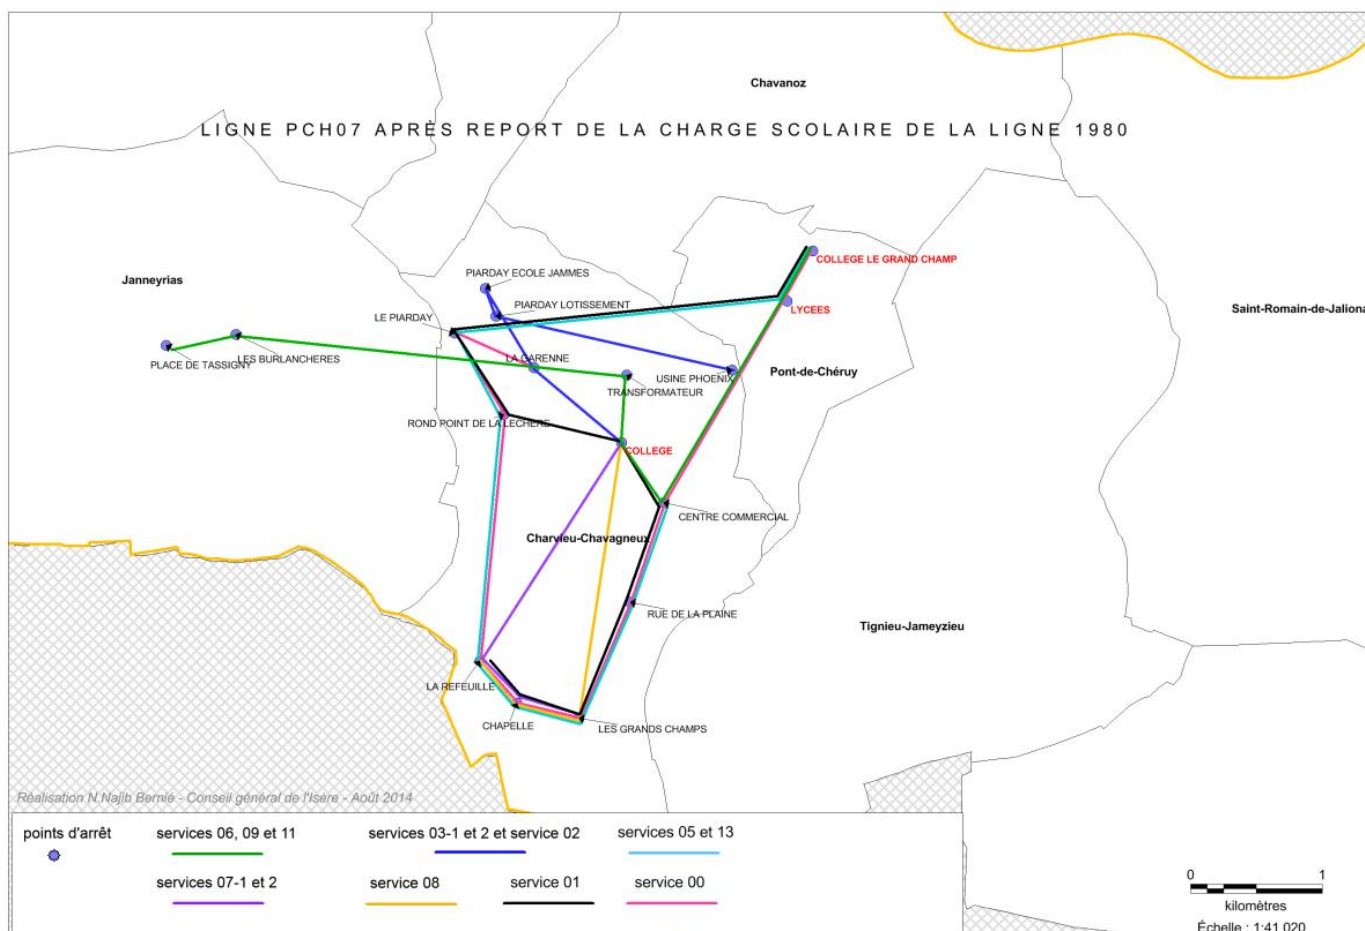 Chavanoz
LIGNE PCH07 APRÈS REPORT DE LA CHARGE SCOLAIRE DE LA LIGNE 1980
COLLEGE LE GRAND CHAMP
PIARDAY ECOLE JAMMES
Janneyrias
PIARDAY LOTISSEMENT
LYCEES
Saint-Romain-de-Jaliona
LE PIARDAY
LES BURLANCHERES
LA GARENNE
PLACE DE TASSIGNY
USINE PHOENIX
Pont-de-Chéruy
TRANSFORMATEUR
ROND POINT DE LA LECHERE
COLLEGE
CENTRE COMMERCIAL
Charvieu-Chavagneux
RUE DE LA PLAINE
Tignieu-Jameyzieu
LA REFEUILLE
CHAPELLE
LES GRANDS CHAMPS
Réalisation N.Najib Bernié - Conseil général de l'Isère - Août 2014
points d'arrêt
services 06, 09 et 11
services 03-1 et 2 et service 02
services 05 et 13
services 07-1 et 2
service 08
service 01
service 00
0 1
kilomètres
Échelle : 1:41 020